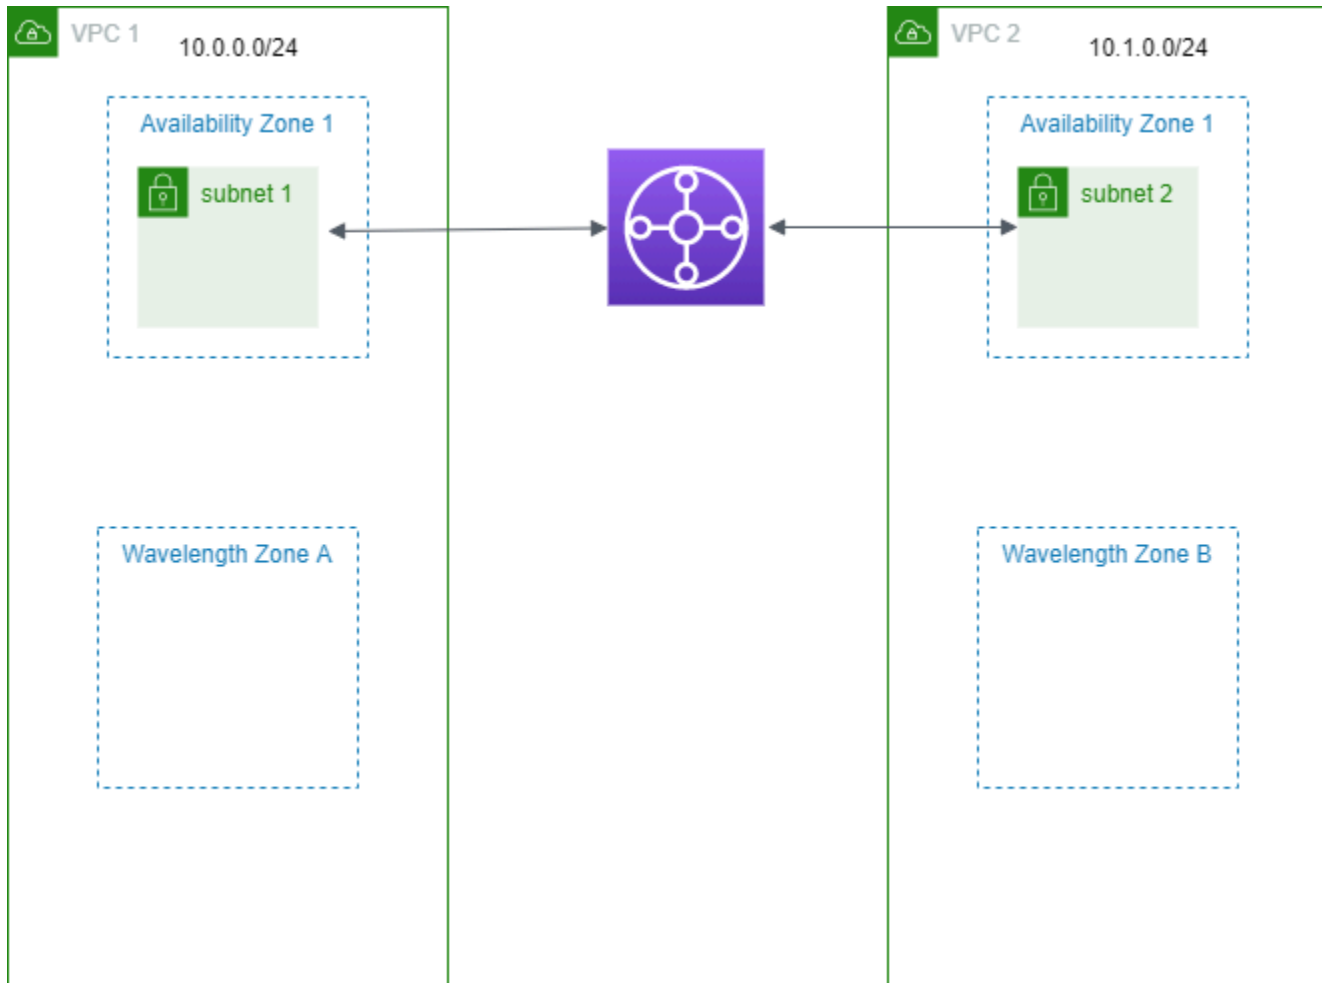 VPC 1
10.0.0.0/24
Availability Zone 1
subnet 1
Wavelength Zone A
VPC 2
10.1.0.0/24
Availability Zone 1
subnet 2
Wavelength Zone B